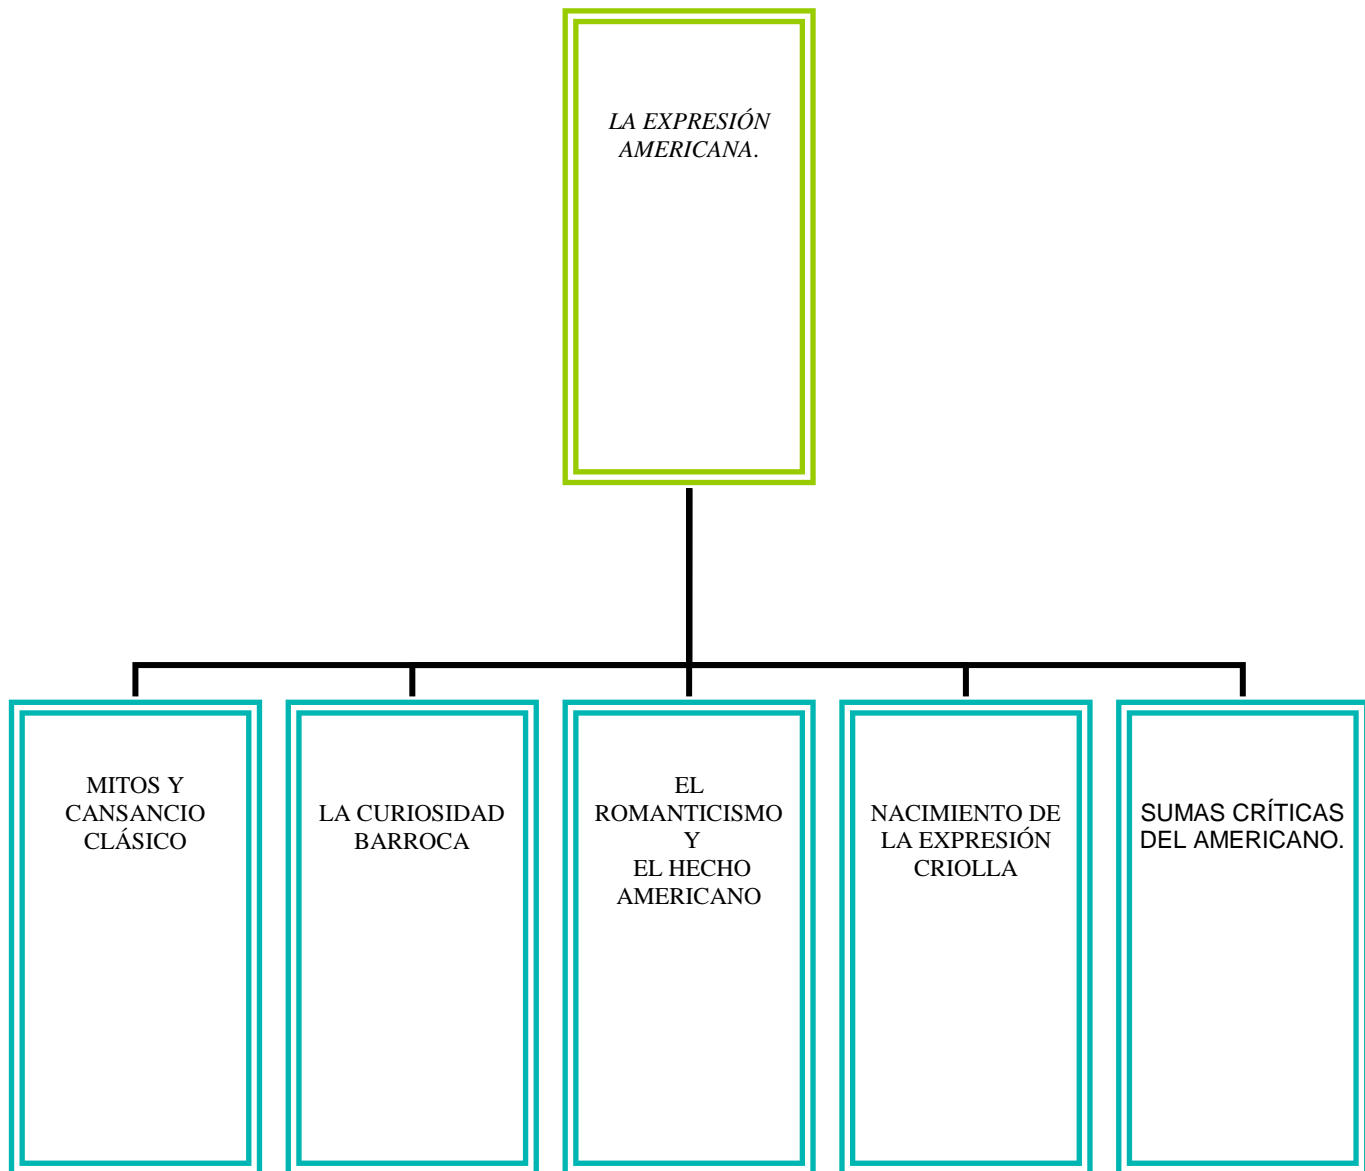 LA EXPRESIÓN
AMERICANA.
MITOS Y
CANSANCIO
CLÁSICO
LA CURIOSIDAD
BARROCA
EL
ROMANTICISMO
Y
EL HECHO
AMERICANO
NACIMIENTO DE
LA EXPRESIÓN
CRIOLLA
SUMAS CRÍTICAS
DEL AMERICANO.